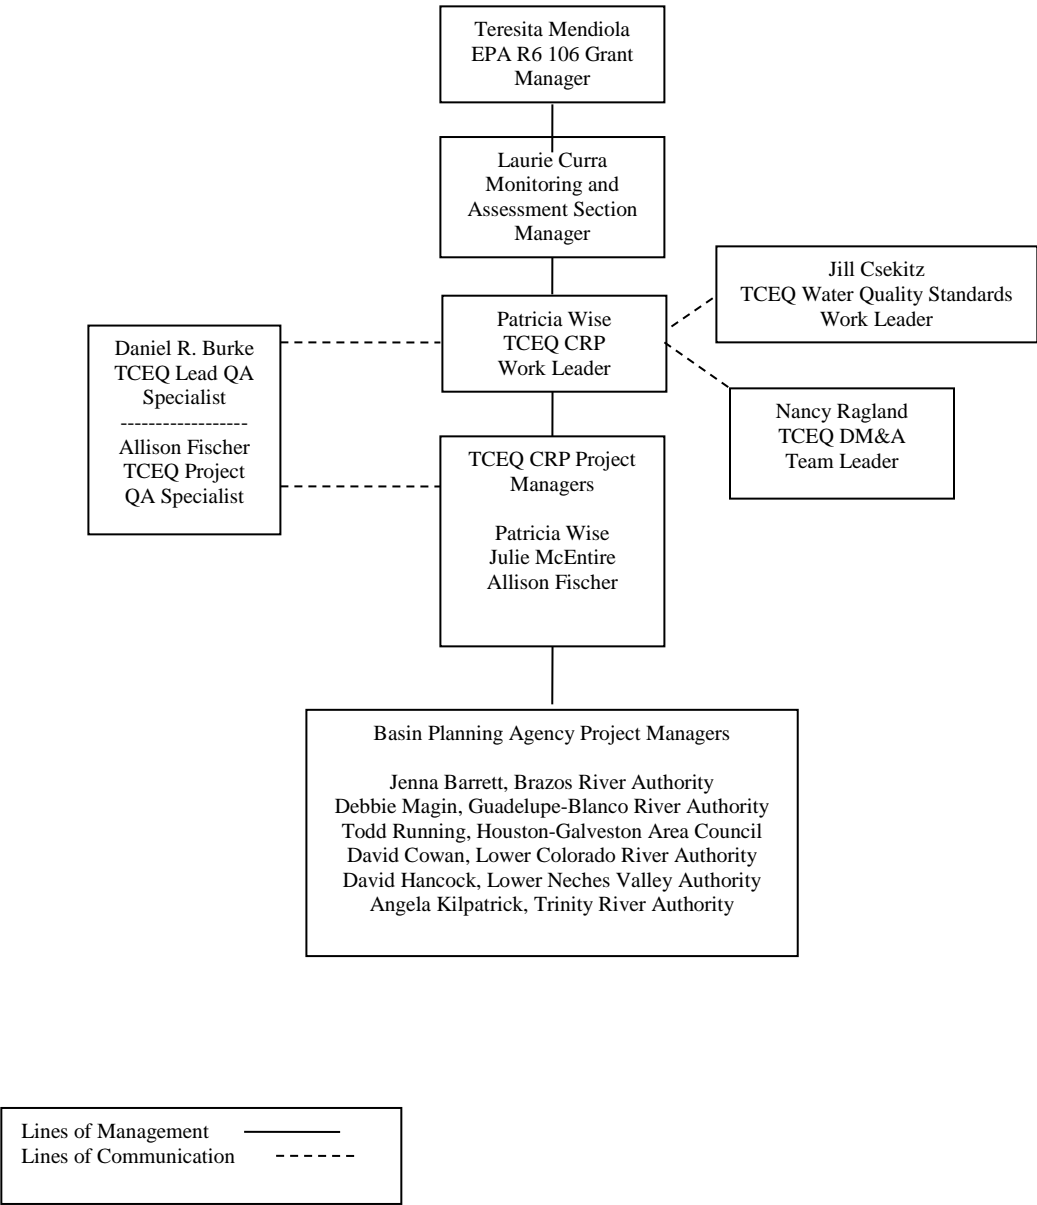 Teresita Mendiola
EPA R6 106 Grant
Manager
Laurie Curra
Monitoring and
Assessment Section
Manager
Jill Csekitz
TCEQ Water Quality Standards
Work Leader
Patricia Wise
TCEQ CRP
Work Leader
Daniel R. Burke
TCEQ Lead QA
Specialist
------------------
Allison Fischer
TCEQ Project
QA Specialist
Nancy Ragland
TCEQ DM&A
Team Leader
TCEQ CRP Project
Managers
Patricia Wise
Julie McEntire
Allison Fischer
Basin Planning Agency Project Managers
Jenna Barrett, Brazos River Authority
Debbie Magin, Guadelupe-Blanco River Authority
Todd Running, Houston-Galveston Area Council
David Cowan, Lower Colorado River Authority
David Hancock, Lower Neches Valley Authority
Angela Kilpatrick, Trinity River Authority
Lines of Management
Lines of Communication